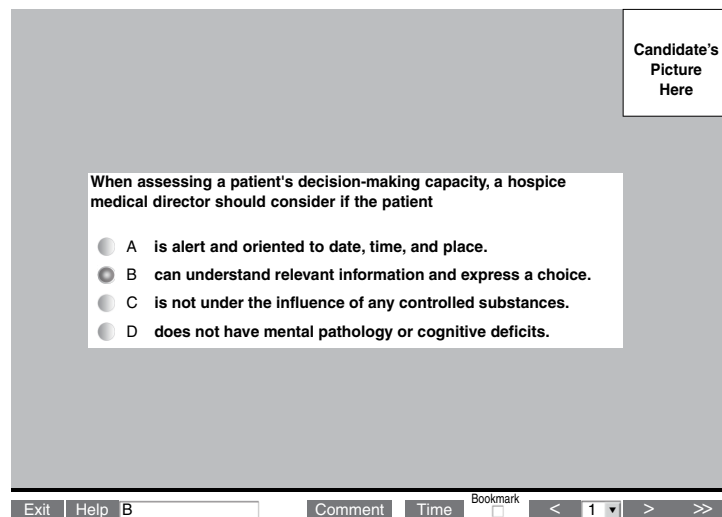 Candidate's
Picture
Here
When assessing a patient's decision-making capacity, a hospice
medical director should consider if the patient
A is alert and oriented to date, time, and place.
B can understand relevant information and express a choice.
C is not under the influence of any controlled substances.
D does not have mental pathology or cognitive deficits.
Exit Help B Comment Time Bookmark < 1 > >>